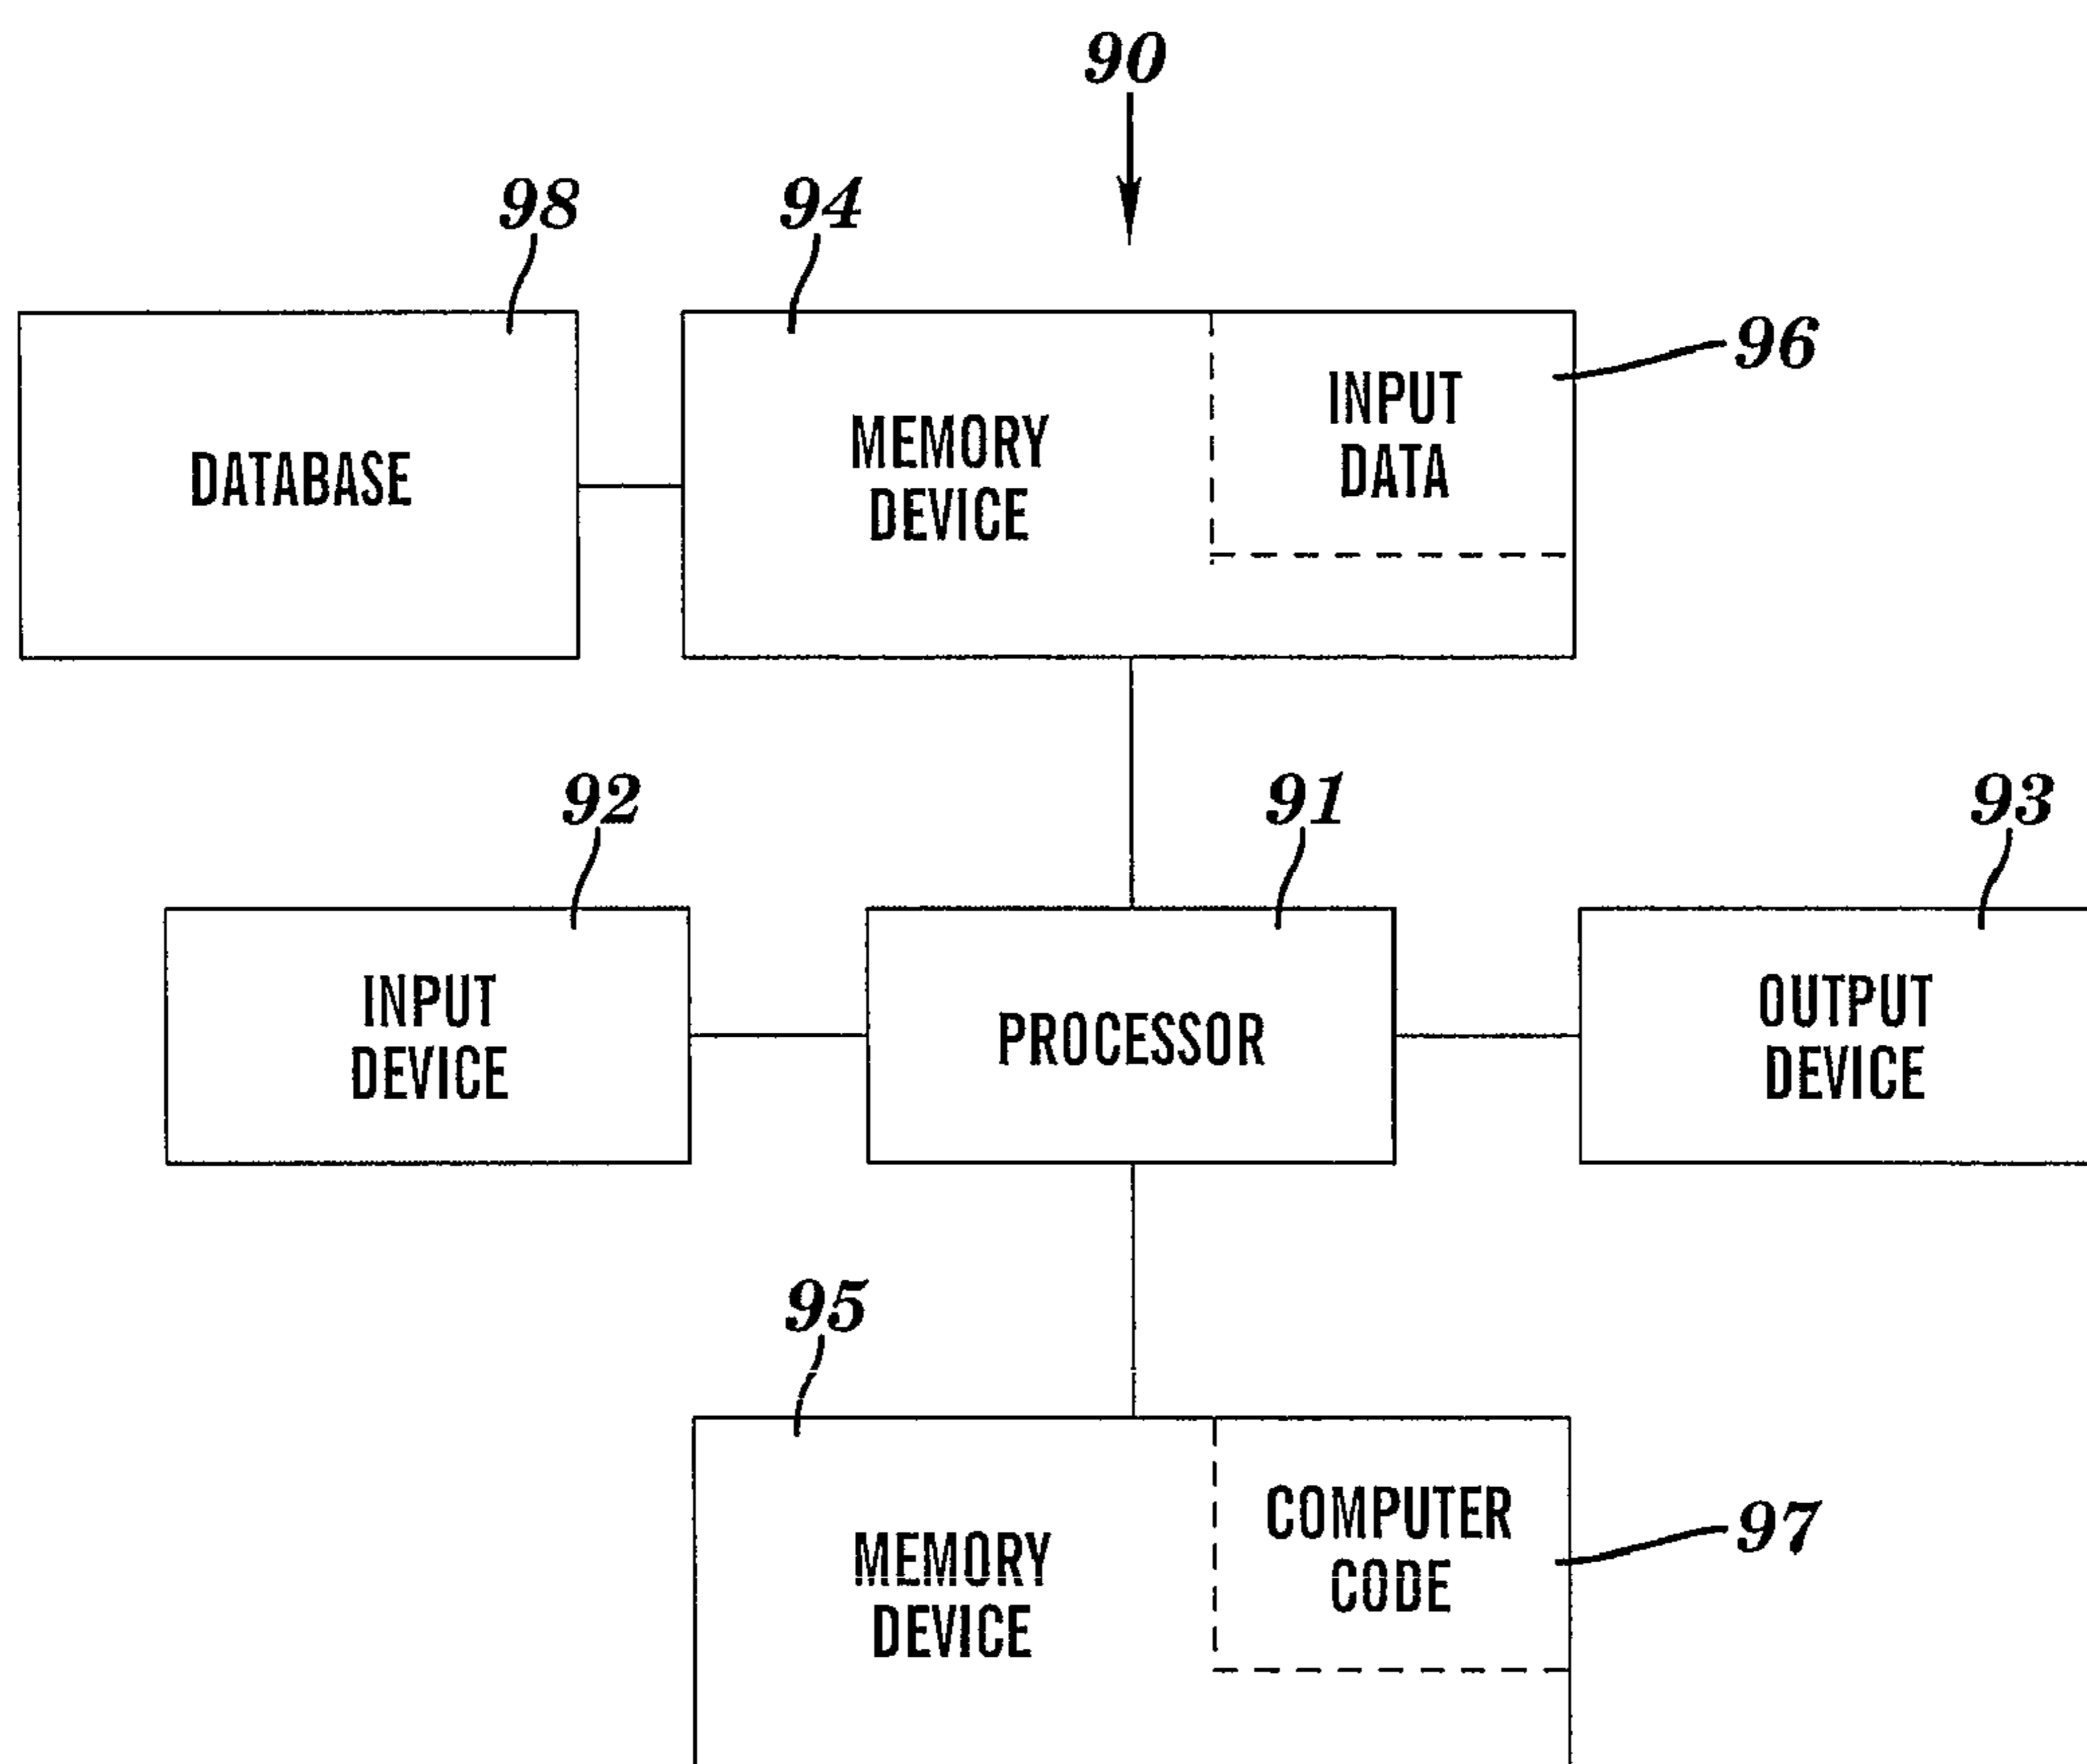 90
98
94
96
DATABASE
MEMORY
DEVICE
INPUT
DATA
92
91
93
INPUT
DEVICE
PROCESSOR
OUTPUT
DEVICE
95
MEMORY
DEVICE
COMPUTER
CODE
97